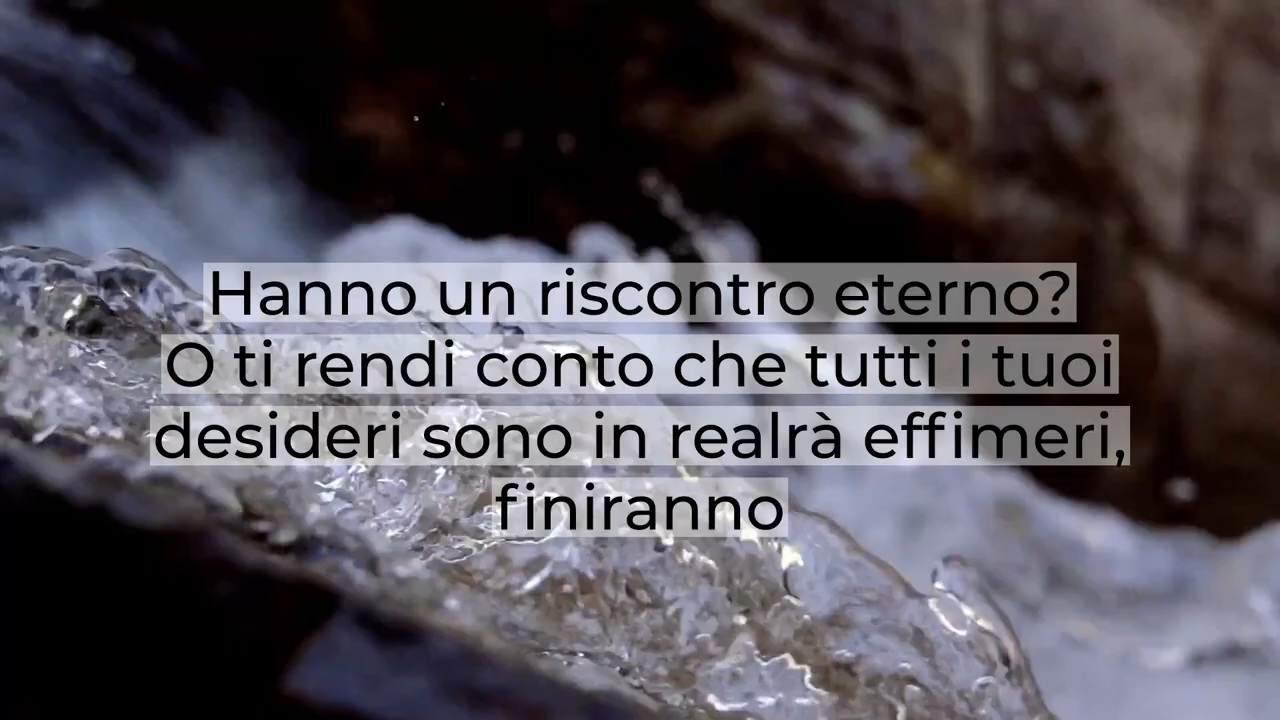 Hanno un riscontro eterno?
O ti rendi conto che tutti i tuoi
desideri sono in realrà effimeri,
finiranno